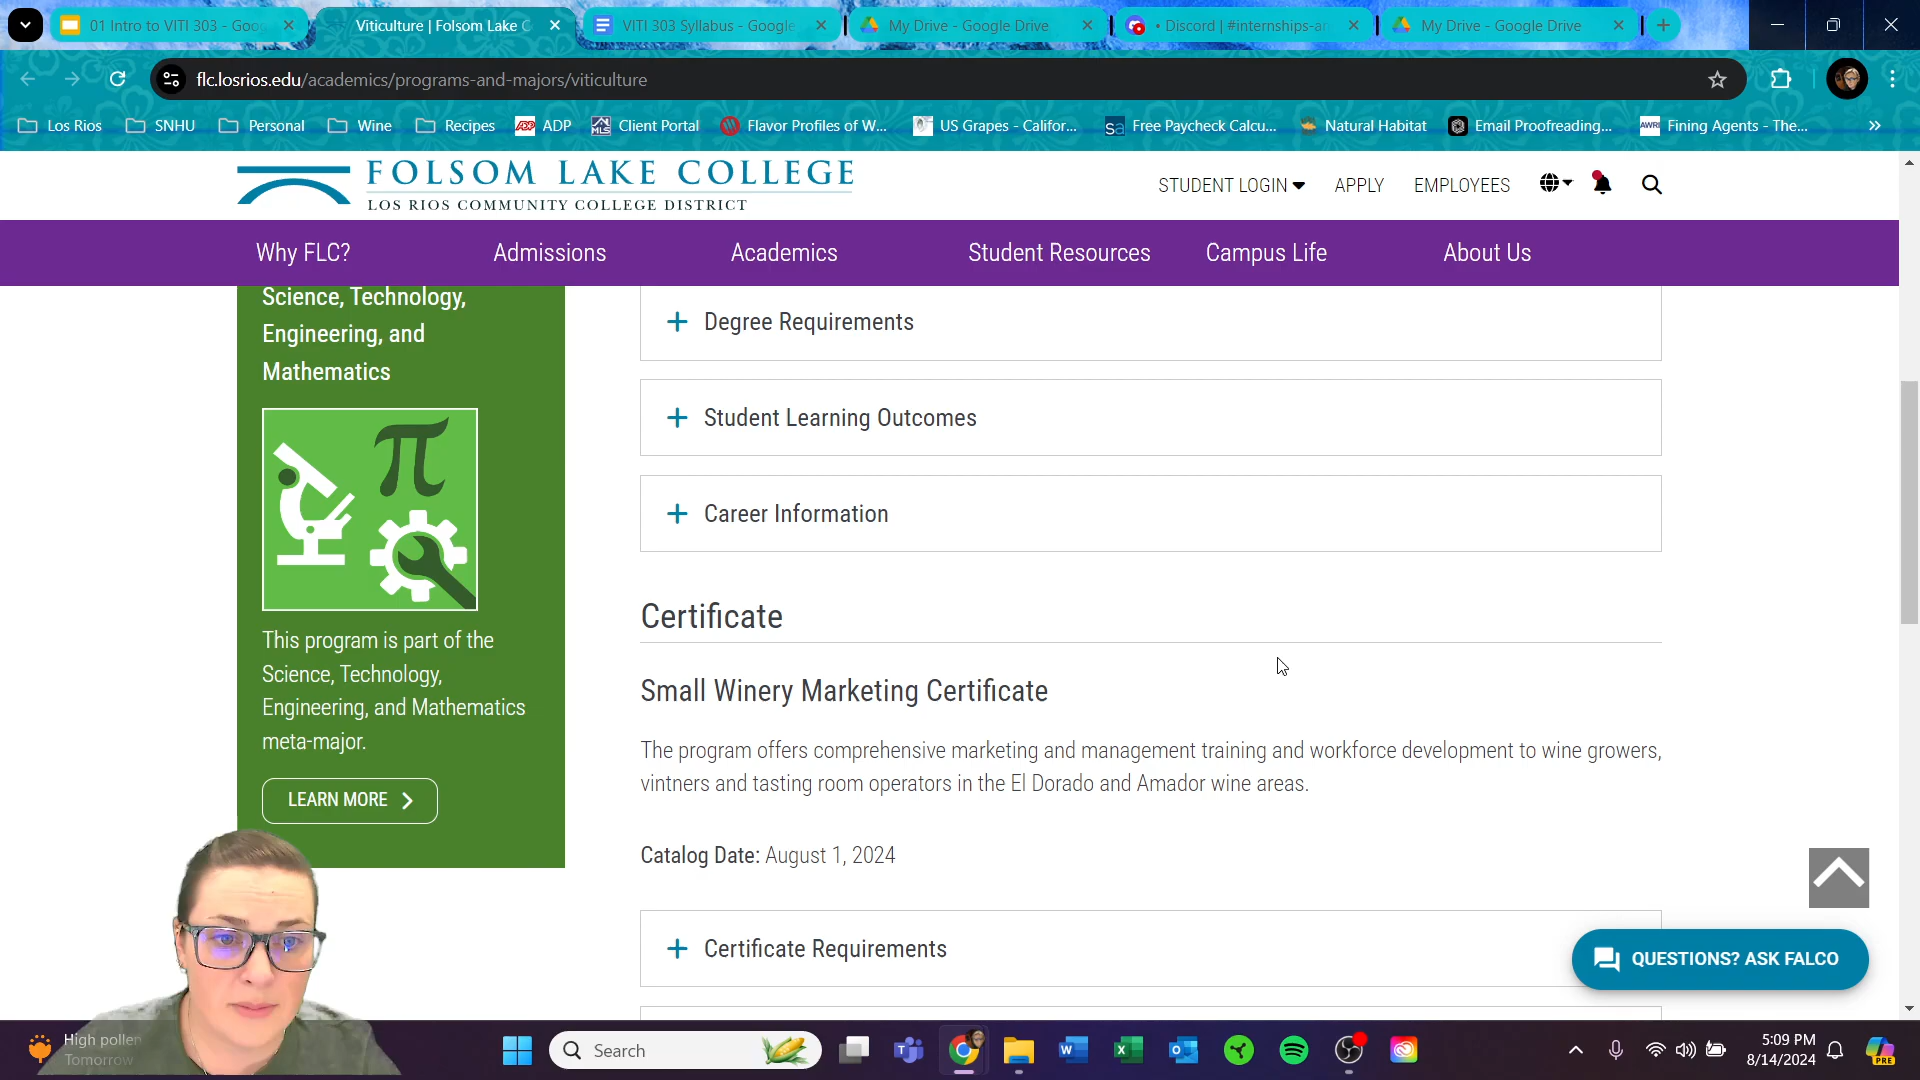 01 Intro to VITI 303 - Goo
Viticulture | Folsom Lake C
VITI 303 Syllabus - Google
My Drive - Google Drive
• Discord | #internships-an
My Drive - Google Drive
flc.losrios.edu/academics/programs-and-majors/viticulture
Los Rios
SNHU
Personal
Wine
Recipes
ADP
Client Portal
Flavor Profiles of W...
US Grapes - Califor...
Free Paycheck Calcu...
Natural Habitat
Email Proofreading...
Fining Agents - The...
FOLSOM LAKE COLLEGE
LOS RIOS COMMUNITY COLLEGE DISTRICT
STUDENT LOGIN
APPLY
EMPLOYEES
Why FLC?
Admissions
Academics
Student Resources
Campus Life
About Us
Science, Technology,
Engineering, and
Mathematics
This program is part of the
Science, Technology,
Engineering, and Mathematics
meta-major.
LEARN MORE
Degree Requirements
Student Learning Outcomes
Career Information
Certificate
Small Winery Marketing Certificate
The program offers comprehensive marketing and management training and workforce development to wine growers,
vintners and tasting room operators in the El Dorado and Amador wine areas.
Catalog Date: August 1, 2024
Certificate Requirements
QUESTIONS? ASK FALCO
High pollen
Tomorrow
Search
5:09 PM
8/14/2024